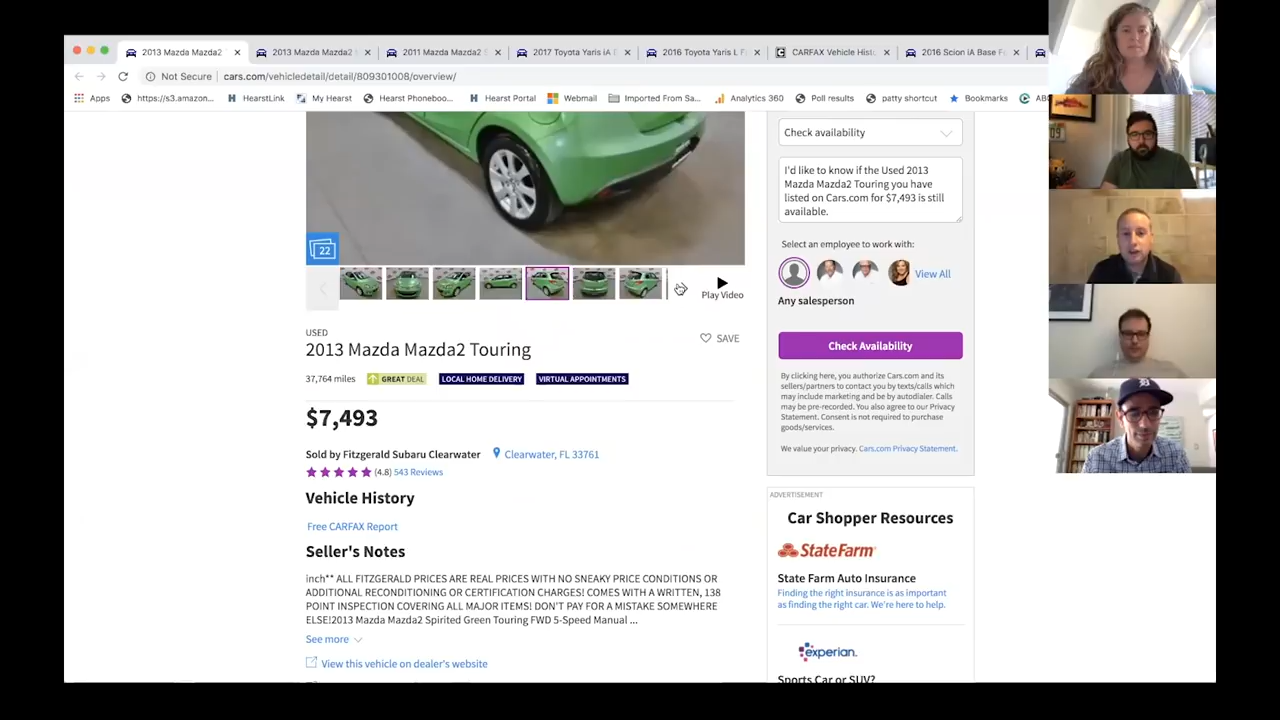 2013 Mazda Mazda2
2013 Mazda Mazda2
2011 Mazda Mazda2 S
2017 Toyota Yaris iA
2016 Toyota Yaris L F
CARFAX Vehicle Hist
2016 Scion iA Base F
Not Secure
cars.com/vehicledetail/detail/809301008/overview/
Apps
https://s3.amazon...
HearstLink
My Hearst
Hearst Phoneboo...
Hearst Portal
Webmail
Imported From Sa...
Analytics 360
Poll results
patty shortcut
Bookmarks
22
Play Video
USED
2013 Mazda Mazda2 Touring
SAVE
37,764 miles
GREAT DEAL
LOCAL HOME DELIVERY
VIRTUAL APPOINTMENTS
$7,493
Sold by Fitzgerald Subaru Clearwater
Clearwater, FL 33761
(4.8) 543 Reviews
Vehicle History
Free CARFAX Report
Seller's Notes
inch** ALL FITZGERALD PRICES ARE REAL PRICES WITH NO SNEAKY PRICE CONDITIONS OR
ADDITIONAL RECONDITIONING OR CERTIFICATION CHARGES! COMES WITH A WRITTEN, 138
POINT INSPECTION COVERING ALL MAJOR ITEMS! DON'T PAY FOR A MISTAKE SOMEWHERE
ELSE!2013 Mazda Mazda2 Spirited Green Touring FWD 5-Speed Manual ...
See more
View this vehicle on dealer's website
Check availability
I'd like to know if the Used 2013
Mazda Mazda2 Touring you have
listed on Cars.com for $7,493 is still
available.
Select an employee to work with:
View All
Any salesperson
Check Availability
By clicking here, you authorize Cars.com and its
sellers/partners to contact you by texts/calls which
may include marketing and be by autodialer. Calls
may be pre-recorded. You also agree to our Privacy
Statement. Consent is not required to purchase
goods/services.
We value your privacy. Cars.com Privacy Statement.
ADVERTISEMENT
Car Shopper Resources
StateFarm
State Farm Auto Insurance
Finding the right insurance is as important
as finding the right car. We're here to help.
experian.
Sports Car or SUV?